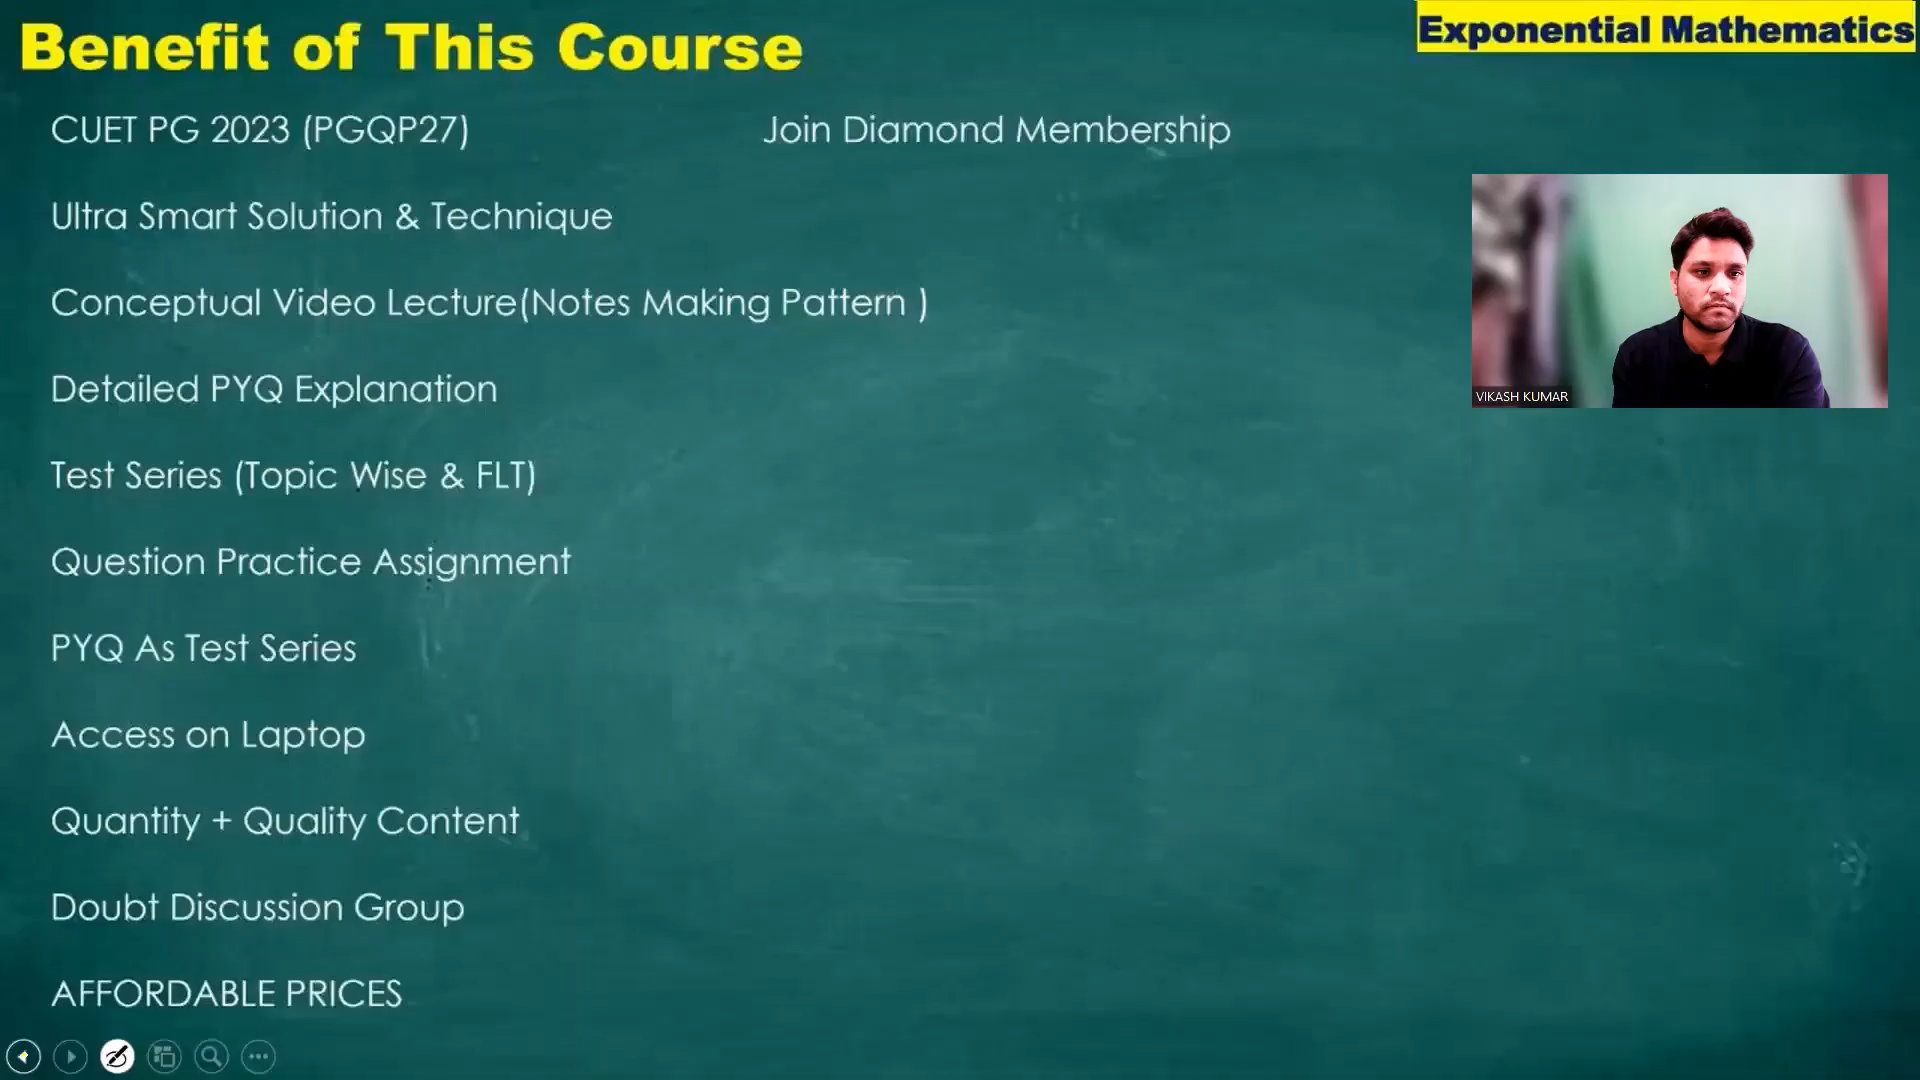 Benefit of This Course
Exponential Mathematics
CUET PG 2023 (PGQP27)
Join Diamond Membership
Ultra Smart Solution & Technique
Conceptual Video Lecture(Notes Making Pattern )
Detailed PYQ Explanation
Test Series (Topic Wise & FLT)
Question Practice Assignment
PYQ As Test Series
Access on Laptop
Quantity + Quality Content
Doubt Discussion Group
AFFORDABLE PRICES
VIKASH KUMAR